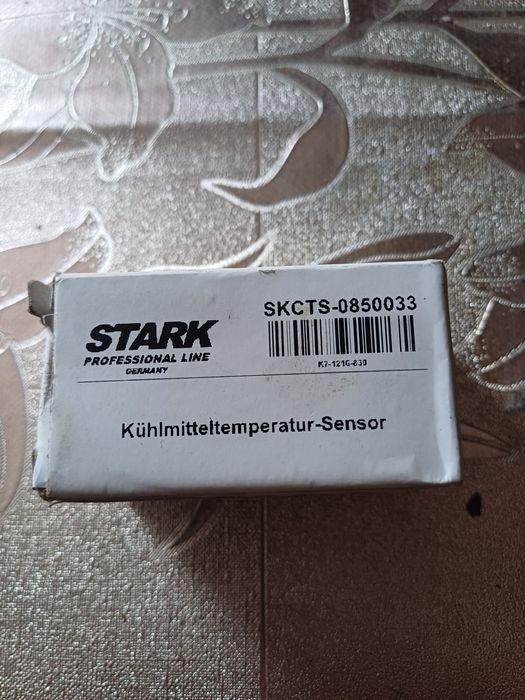 STARK
PROFESSIONAL LINE
GERMANY
SKCTS-0850033
Kühlmitteltemperatur-Sensor